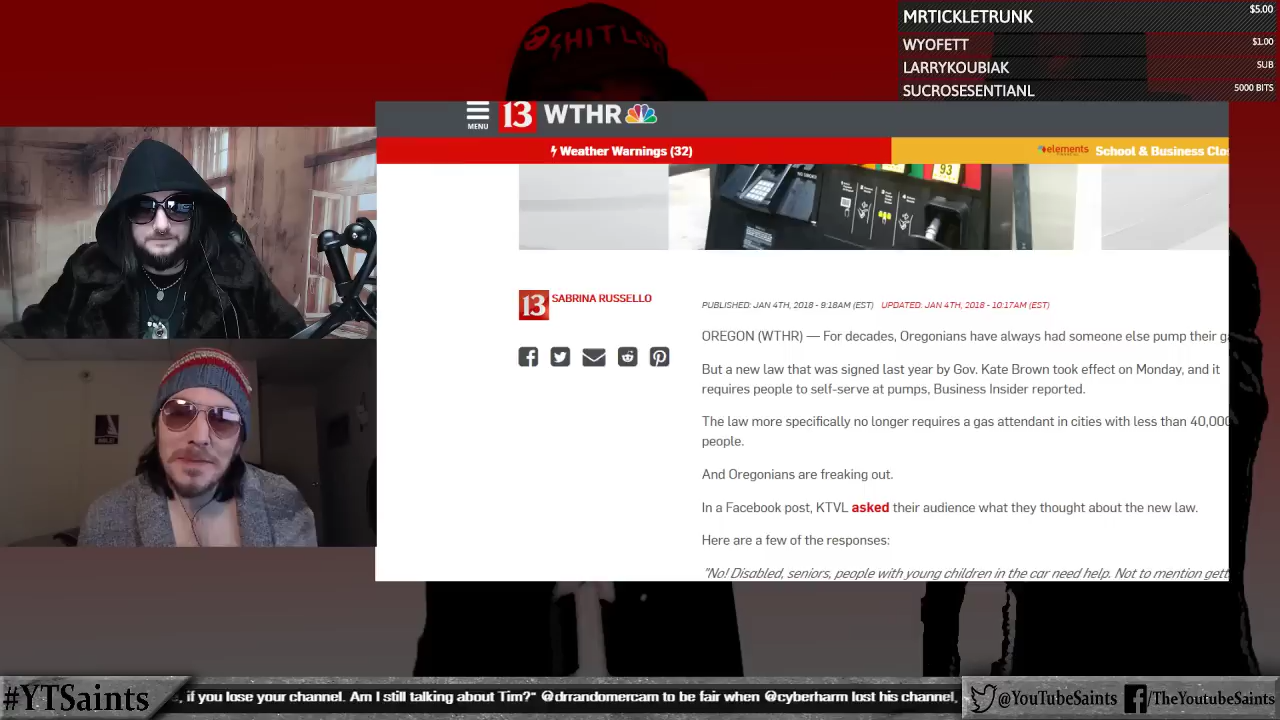 MRTICKLETRUNK $5.00
WYOFETT $1.00
LARRYKOUBIAK SUB
SUCROSESENTIANL 5000 BITS
MENU
13 WTHR
Weather Warnings (32)
elements
School & Business Clo
93
13
SABRINA RUSSELLO
PUBLISHED: JAN 4TH, 2018 - 9:18AM (EST) UPDATED: JAN 4TH, 2018 - 10:17AM (EST)
OREGON (WTHR) — For decades, Oregonians have always had someone else pump their
But a new law that was signed last year by Gov. Kate Brown took effect on Monday, and it
requires people to self-serve at pumps, Business Insider reported.
The law more specifically no longer requires a gas attendant in cities with less than 40,000
people.
And Oregonians are freaking out.
In a Facebook post, KTVL asked their audience what they thought about the new law.
Here are a few of the responses:
"No! Disabled, seniors, people with young children in the car need help. Not to mention gett
#YTSaints
, if you lose your channel. Am I still talking about Tim?" @drrandomercam to be fair when @cyberharm lost his channel,
@YouTubeSaints
/TheYoutubeSaints